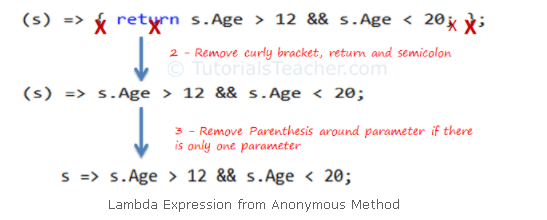 (s) => { return s.Age > 12 && s.Age < 20; };
X X X X
2 - Remove curly bracket, return and semicolon
© TutorialsTeacher.com
(s) => s.Age > 12 && s.Age < 20;
3 - Remove Parenthesis around parameter if there
is only one parameter
s => s.Age > 12 && s.Age < 20;
Lambda Expression from Anonymous Method